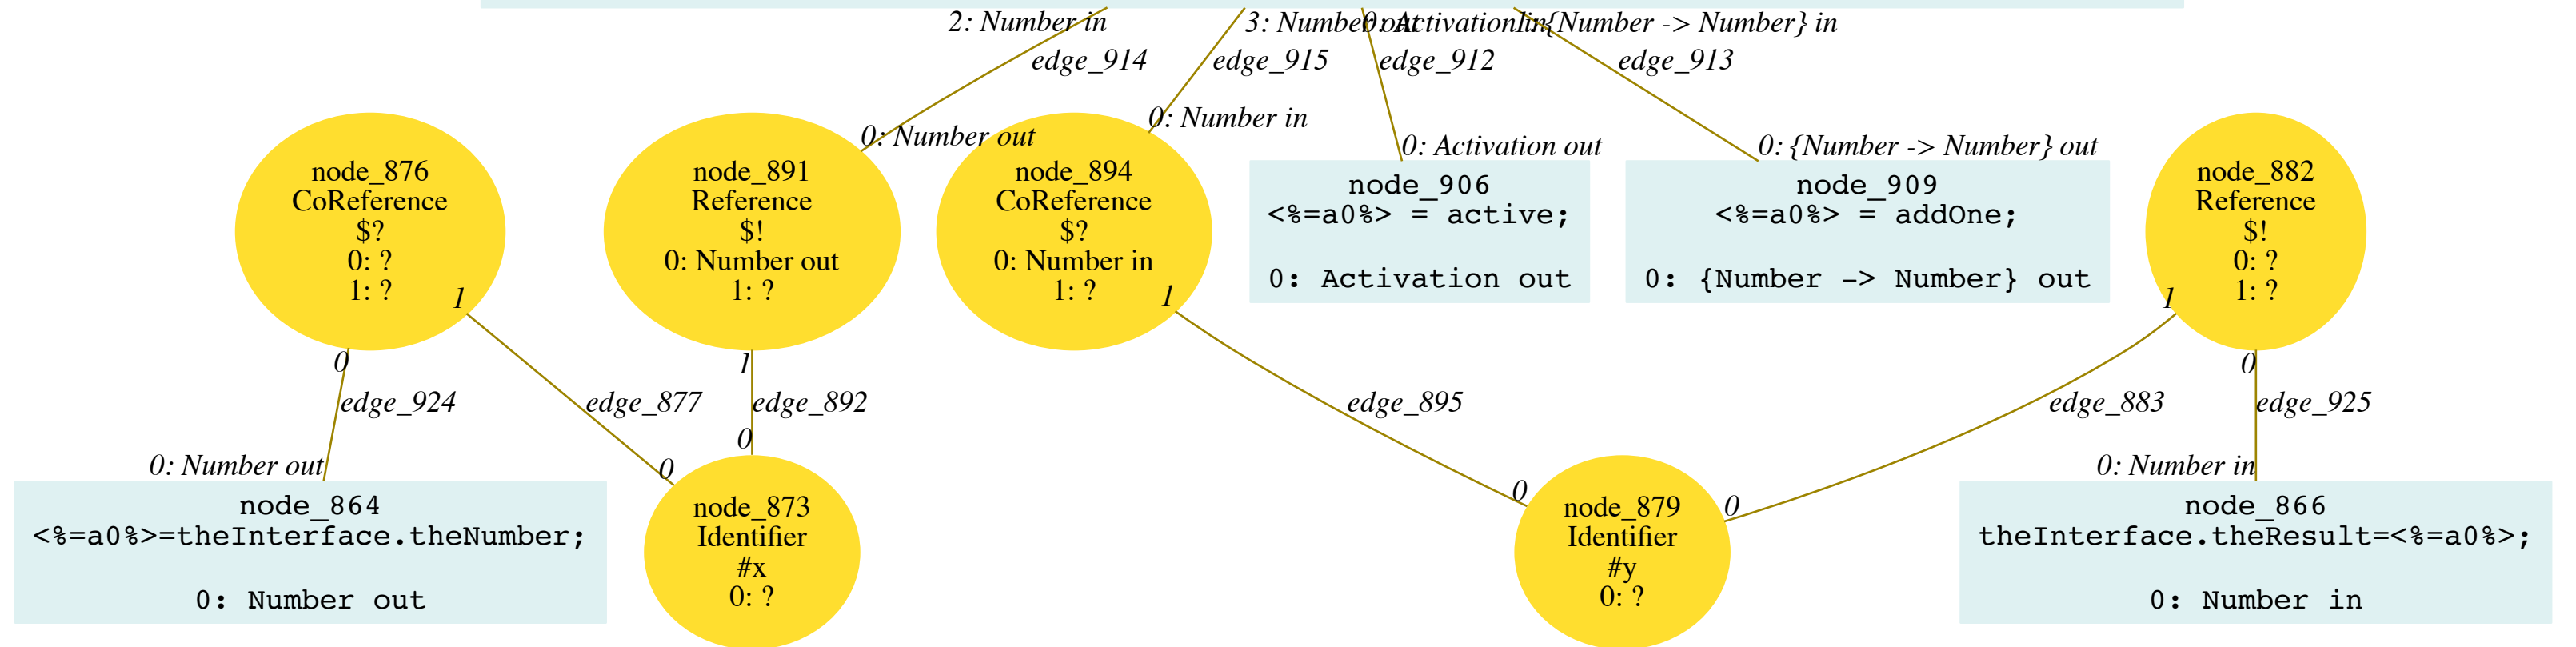 2: Number in
3: Number out
0: Activation in
1: {Number -> Number} in
edge_914
edge_915
edge_912
edge_913
0: Number out
0: Number in
0: Activation out
0: {Number -> Number} out
node_876
CoReference
$?
0: ?
1: ?
1
0
node_891
Reference
$!
0: Number out
1: ?
1
node_894
CoReference
$?
0: Number in
1: ?
1
node_906
<%=a0%> = active;
0: Activation out
node_909
<%=a0%> = addOne;
0: {Number -> Number} out
node_882
Reference
$!
0: ?
1: ?
1
0
edge_924
edge_877
edge_892
edge_895
edge_883
edge_925
0: Number out
0
0
0
0
0: Number in
node_864
<%=a0%>=theInterface.theNumber;
0: Number out
node_873
Identifier
#x
0: ?
node_879
Identifier
#y
0: ?
node_866
theInterface.theResult=<%=a0%>;
0: Number in